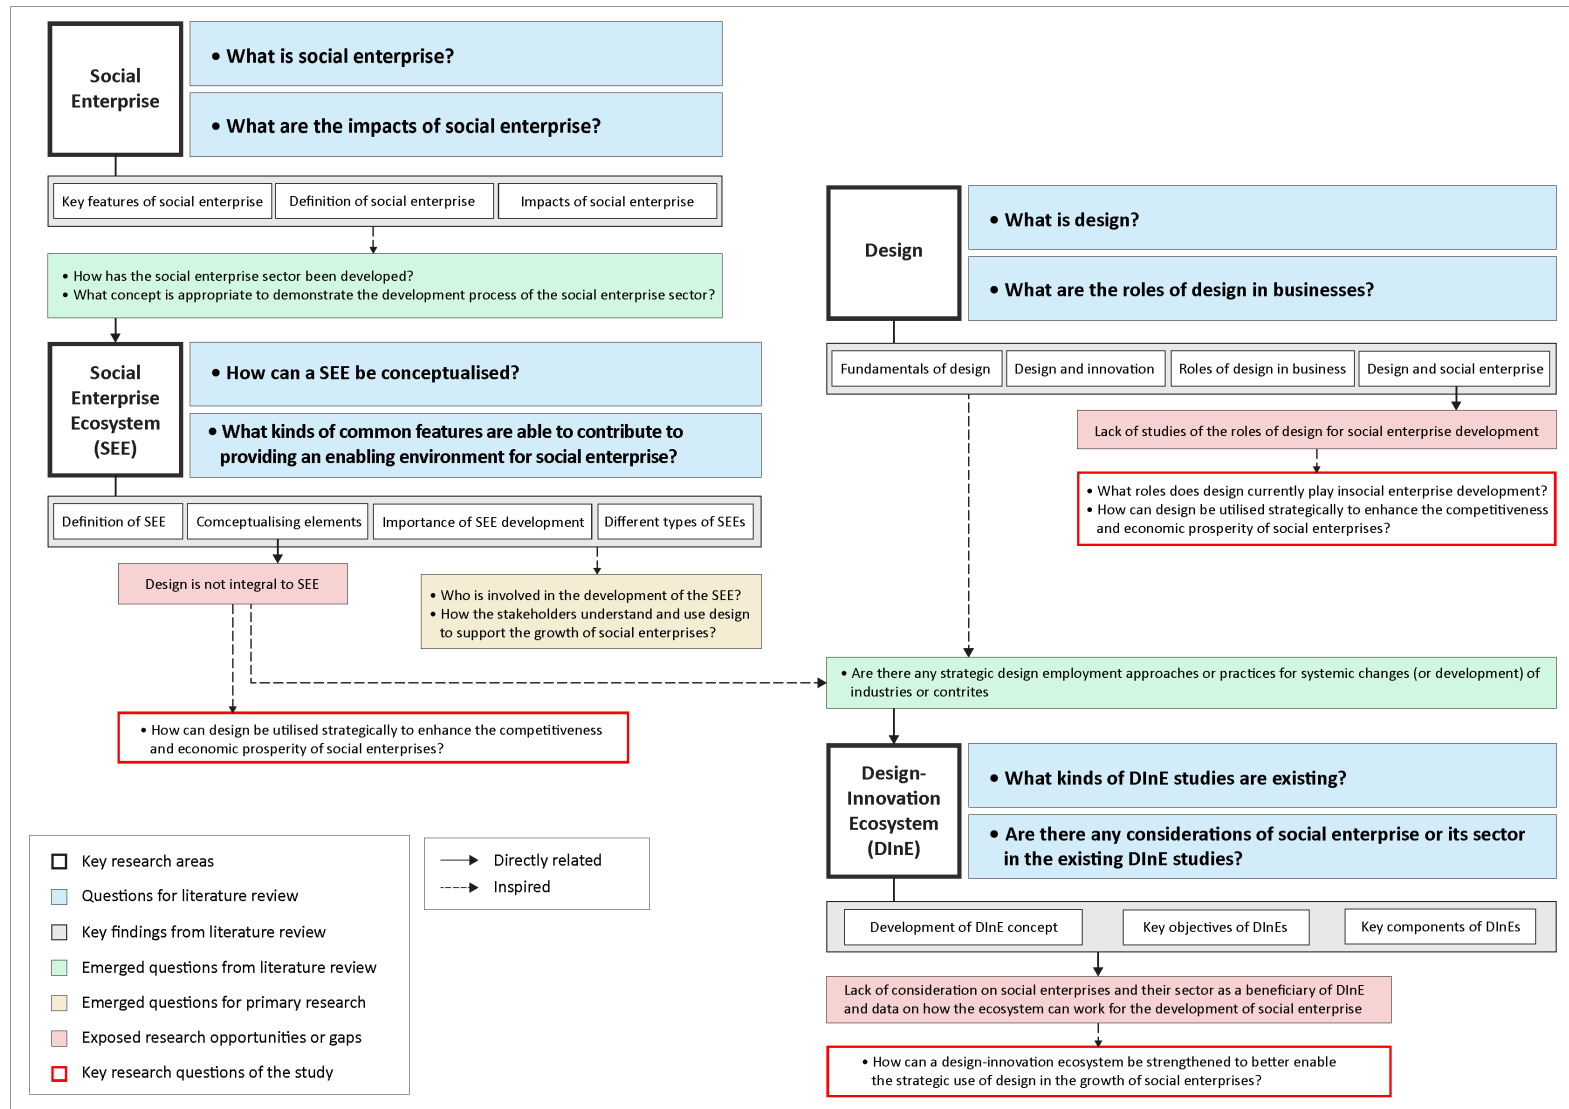 Social
Enterprise
• What is social enterprise?
• What are the impacts of social enterprise?
Key features of social enterprise
Definition of social enterprise
Impacts of social enterprise
• How has the social enterprise sector been developed?
• What concept is appropriate to demonstrate the development process of the social enterprise sector?
Social
Enterprise
Ecosystem
(SEE)
• How can a SEE be conceptualised?
• What kinds of common features are able to contribute to
providing an enabling environment for social enterprise?
Definition of SEE
Comceptualising elements
Importance of SEE development
Different types of SEEs
Design is not integral to SEE
• Who is involved in the development of the SEE?
• How the stakeholders understand and use design
to support the growth of social enterprises?
• How can design be utilised strategically to enhance the competitiveness
and economic prosperity of social enterprises?
Design
• What is design?
• What are the roles of design in businesses?
Fundamentals of design
Design and innovation
Roles of design in business
Design and social enterprise
Lack of studies of the roles of design for social enterprise development
• What roles does design currently play insocial enterprise development?
• How can design be utilised strategically to enhance the competitiveness
and economic prosperity of social enterprises?
• Are there any strategic design employment approaches or practices for systemic changes (or development) of
industries or contrites
Design-
Innovation
Ecosystem
(DInE)
• What kinds of DInE studies are existing?
• Are there any considerations of social enterprise or its sector
in the existing DInE studies?
Development of DInE concept
Key objectives of DInEs
Key components of DInEs
Lack of consideration on social enterprises and their sector as a beneficiary of DInE
and data on how the ecosystem can work for the development of social enterprise
• How can a design-innovation ecosystem be strengthened to better enable
the strategic use of design in the growth of social enterprises?
Key research areas
Questions for literature review
Key findings from literature review
Emerged questions from literature review
Emerged questions for primary research
Exposed research opportunities or gaps
Key research questions of the study
Directly related
Inspired